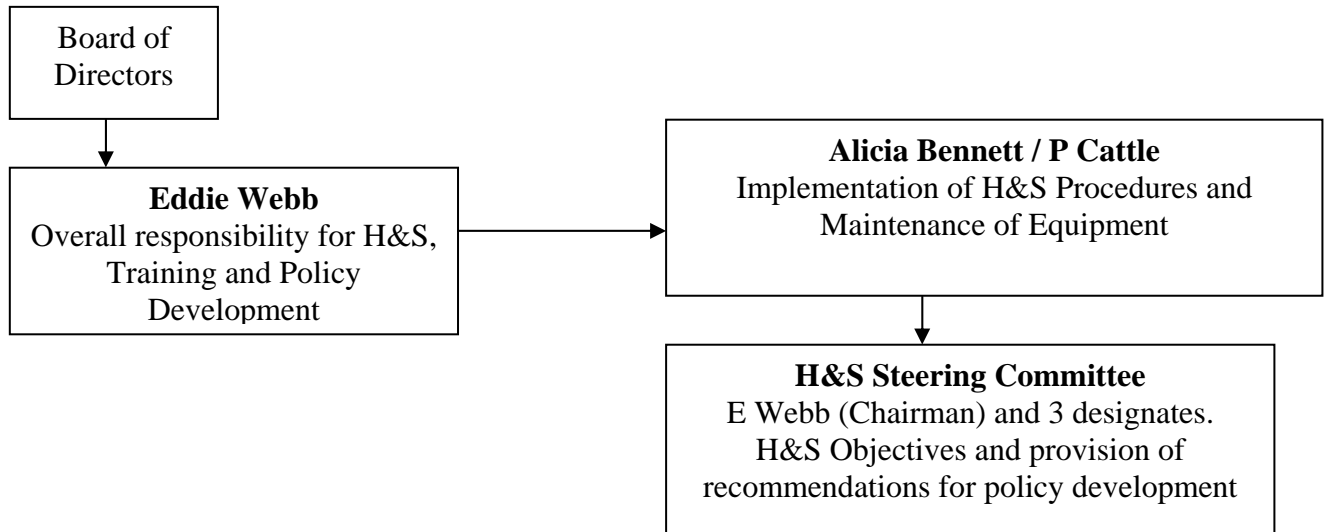 Board of
Directors
Eddie Webb
Overall responsibility for H&S,
Training and Policy
Development
Alicia Bennett / P Cattle
Implementation of H&S Procedures and
Maintenance of Equipment
H&S Steering Committee
E Webb (Chairman) and 3 designates.
H&S Objectives and provision of
recommendations for policy development